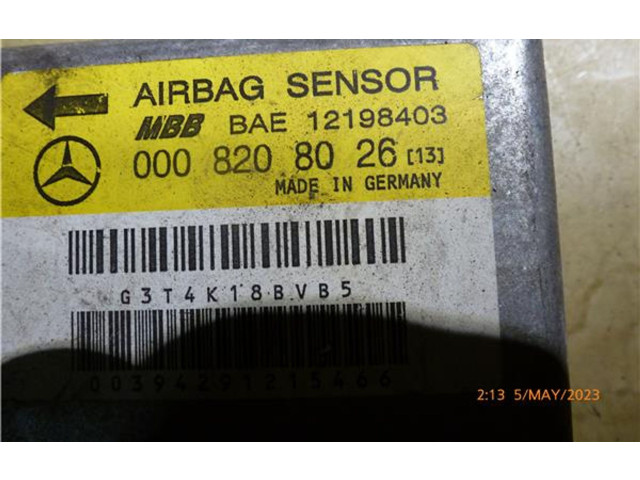 AIRBAG SENSOR
MBB BAE 12198403
000 820 80 26 [13]
MADE IN GERMANY
G3T4K18BVB5
00394291215466
2:13 5/MAY/2023